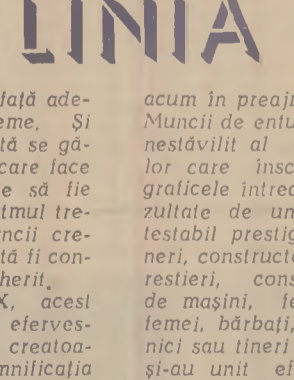 LINIA
față ade-
eme. Și
tă se gă-
care face
e să fie
tmul tre-
ncii cre-
tă fi con-
herit.
X, acest
eferves-
creatoa-
mnificația
acum în preajm
Muncii de entu
nestăvilit al
lor care însc
graficele întrec
zultate de un
testabil prestig
neri, constructo
restieri, cons
de mașini, fe
femei, bărbați,
nici sau tineri
și-au unit ef